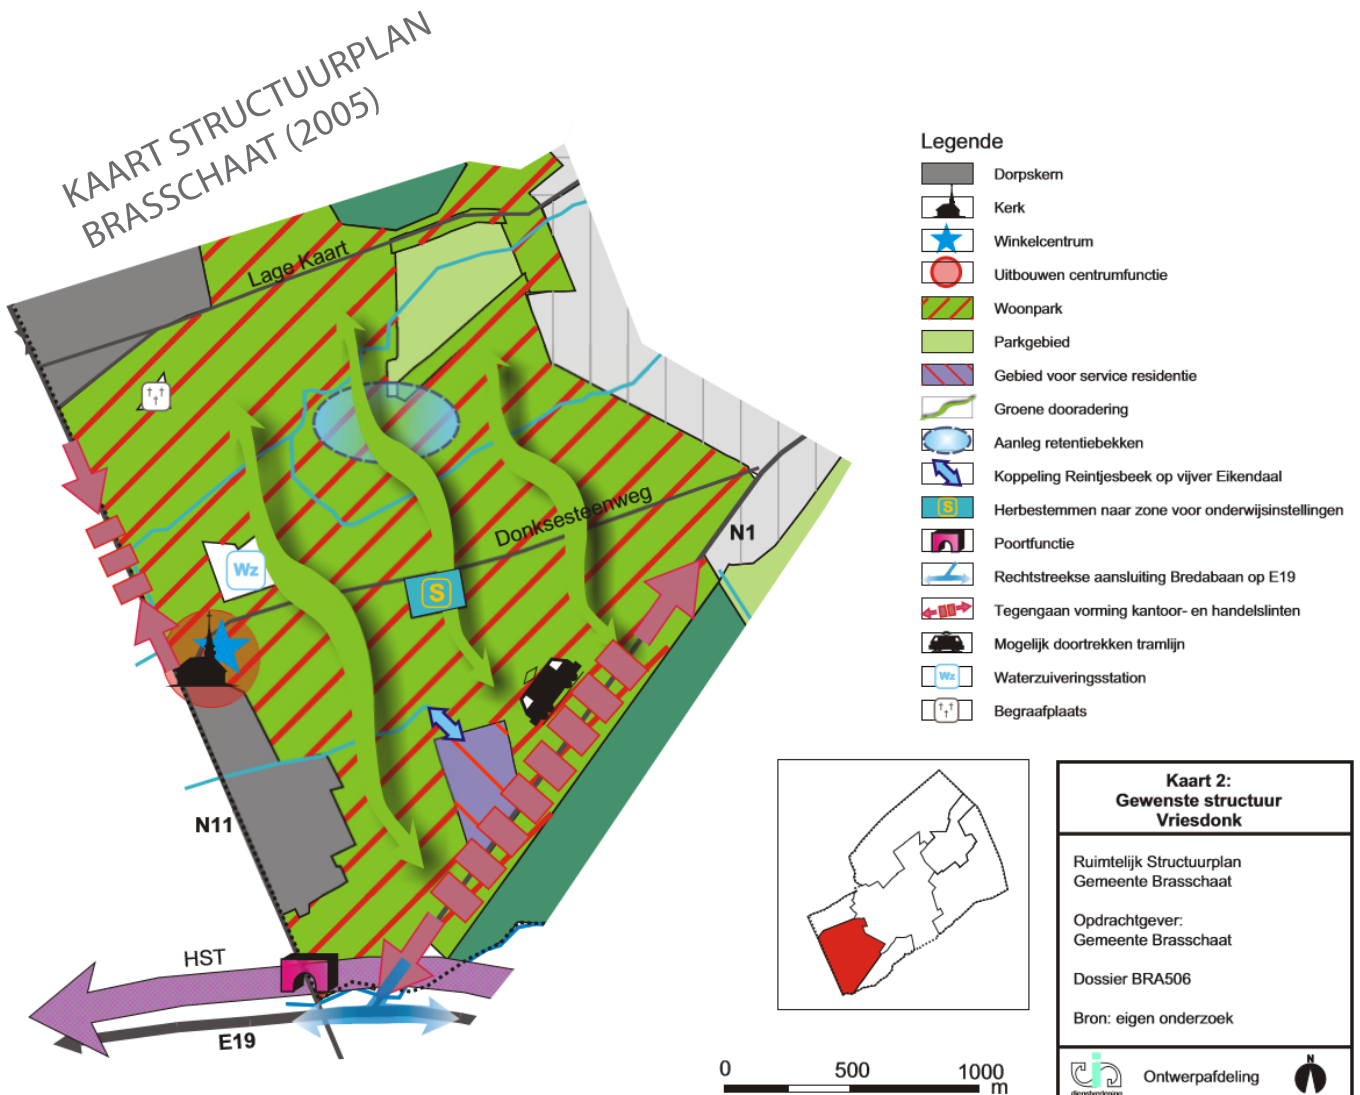 KAART STRUCTUURPLAN
BRASSCHAAT (2005)
Lage Kaart
Wz
Donksesteenweg
S
N1
N11
HST
E19
Legende
Dorpskern
Kerk
Winkelcentrum
Uitbouwen centrumfunctie
Woonpark
Parkgebied
Gebied voor service residentie
Groene dooradering
Aanleg retentiebekken
Koppeling Reintjesbeek op vijver Eikendaal
S
Herbestemmen naar zone voor onderwijsinstellingen
Poortfunctie
Rechtstreekse aansluiting Bredabaan op E19
Tegengaan vorming kantoor- en handelslinten
Mogelijk doortrekken tramlijn
Wz
Waterzuiveringsstation
Begraafplaats
0 500 1000
m
Kaart 2:
Gewenste structuur
Vriesdonk
Ruimtelijk Structuurplan
Gemeente Brasschaat
Opdrachtgever:
Gemeente Brasschaat
Dossier BRA506
Bron: eigen onderzoek
Ontwerpafdeling
N